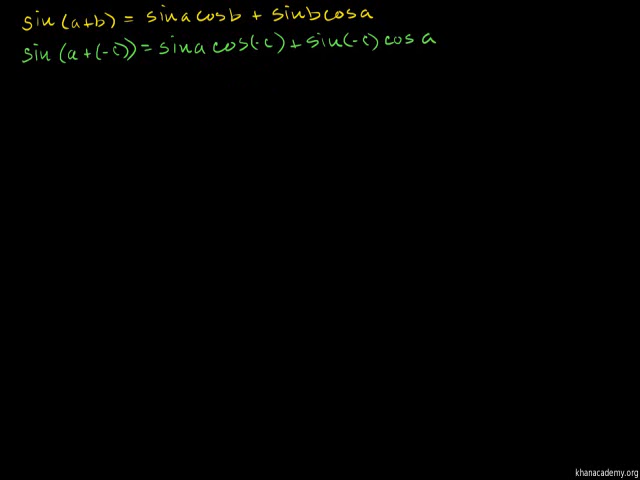 sin (a+b) = sin a cos b + sin b cos a
sin (a + (-c)) = sin a cos(-c) + sin(-c) cos a
khanacademy.org